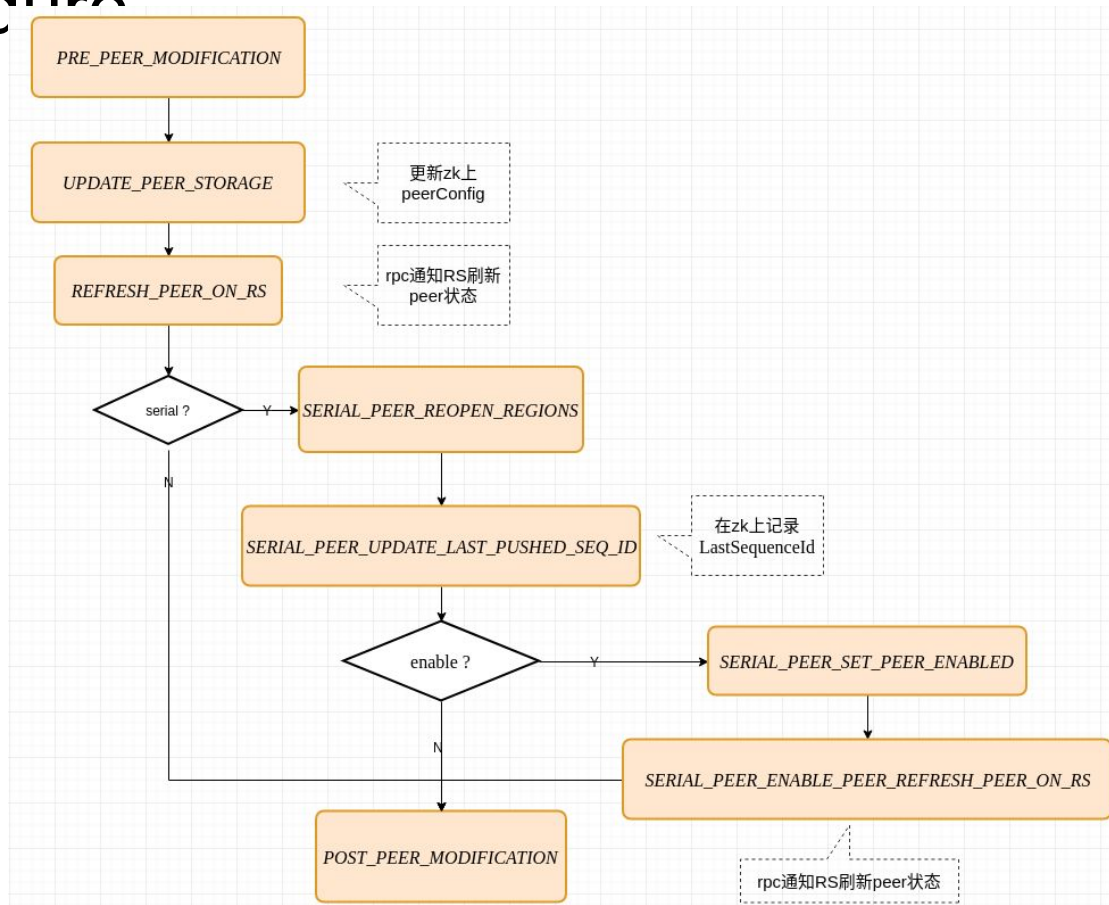 PRE_PEER_MODIFICATION
UPDATE_PEER_STORAGE
更新zk上
peerConfig
REFRESH_PEER_ON_RS
rpc通知RS刷新
peer状态
serial ?
Y
SERIAL_PEER_REOPEN_REGIONS
N
SERIAL_PEER_UPDATE_LAST_PUSHED_SEQ_ID
在zk上记录
LastSequenceId
enable ?
Y
SERIAL_PEER_SET_PEER_ENABLED
N
SERIAL_PEER_ENABLE_PEER_REFRESH_PEER_ON_RS
POST_PEER_MODIFICATION
rpc通知RS刷新peer状态